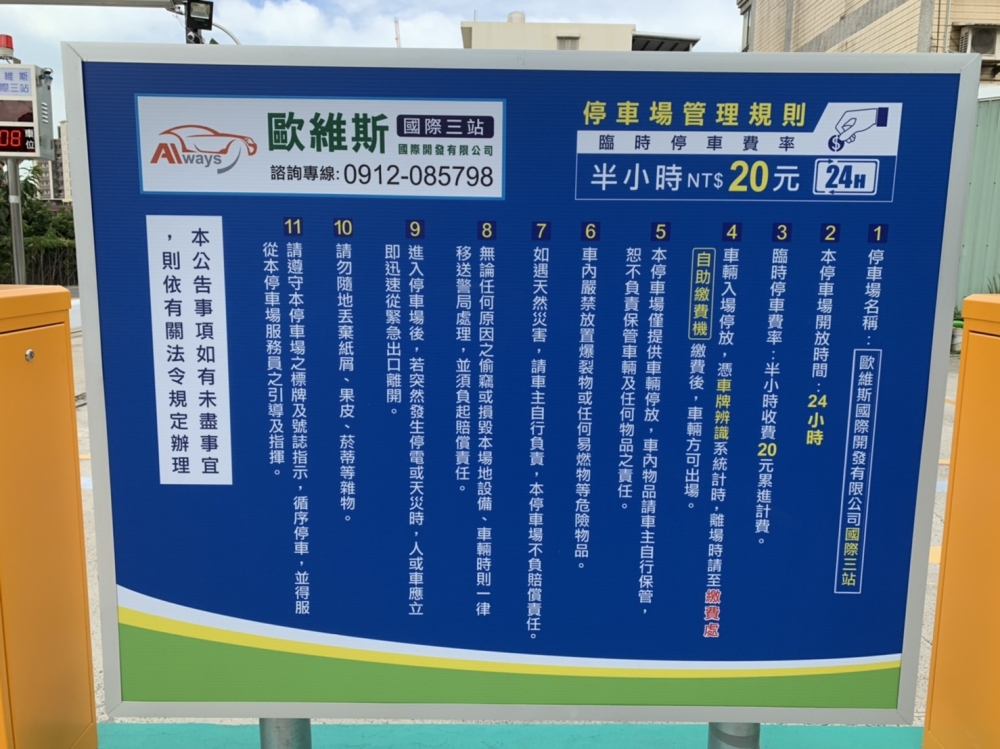 維斯
際三站
08
車位
Allways
歐維斯
國際三站
國際開發有限公司
諮詢專線:0912-085798
停車場管理規則
臨時停車費率
半小時NT$20元
24H
1 停車場名稱：歐維斯國際開發有限公司國際三站
2 本停車場開放時間：24小時
3 臨時停車費率：半小時收費20元累進計費。
4 車輛入場停放，憑車牌辨識系統計時，離場時請至繳費處
自助繳費機繳費後，車輛方可出場。
5 本停車場僅提供車輛停放，車內物品請車主自行保管，
恕不負責保管車輛及任何物品之責任。
6 車內嚴禁放置爆裂物或任何易燃物等危險物品。
7 如遇天然災害，請車主自行負責，本停車場不負賠償責任。
8 無論任何原因之偷竊或損毀本場地設備、車輛時則一律
移送警局處理，並須負起賠償責任。
9 進入停車場後，若突然發生停電或天災時，人或車應立
即迅速從緊急出口離開。
10 請勿隨地丟棄紙屑、果皮、菸蒂等雜物。
11 請遵守本停車場之標牌及號誌指示，循序停車，並得服
從本停車場服務員之引導及指揮。
本公告事項如有未盡事宜
，則依有關法令規定辦理